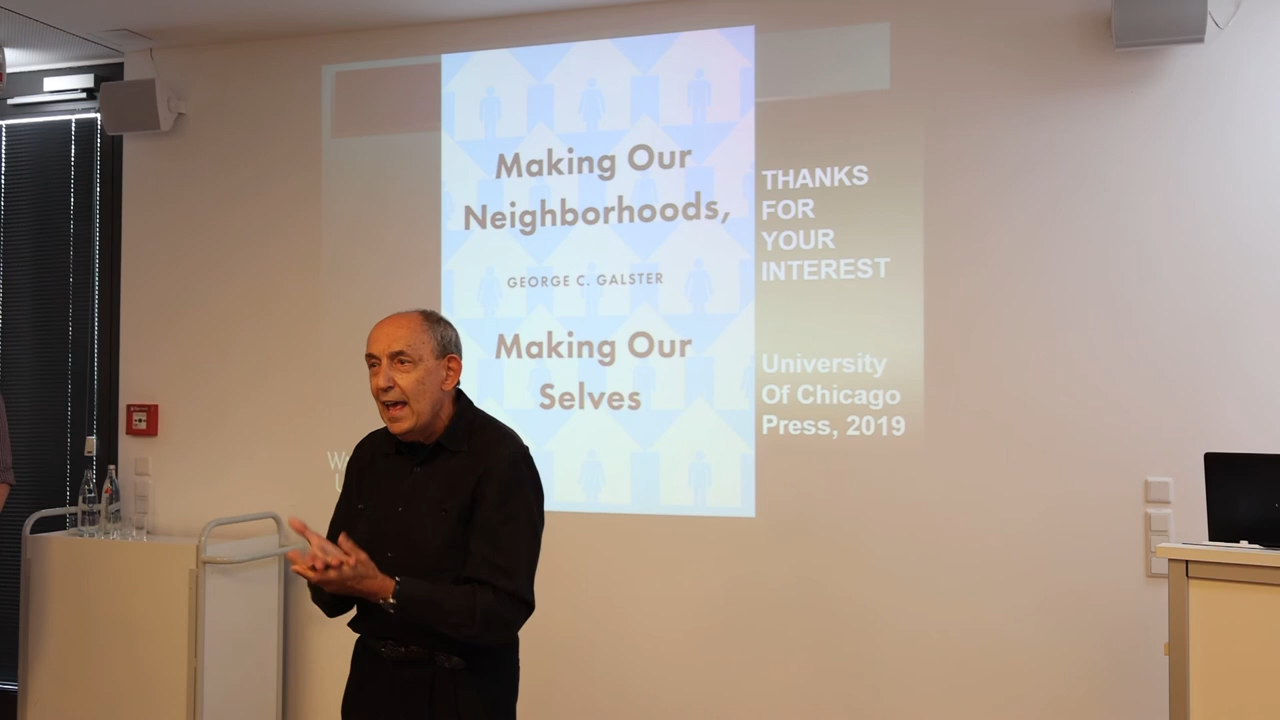 Making Our
Neighborhoods,
GEORGE C. GALSTER
Making Our
Selves
THANKS
FOR
YOUR
INTEREST
University
Of Chicago
Press, 2019